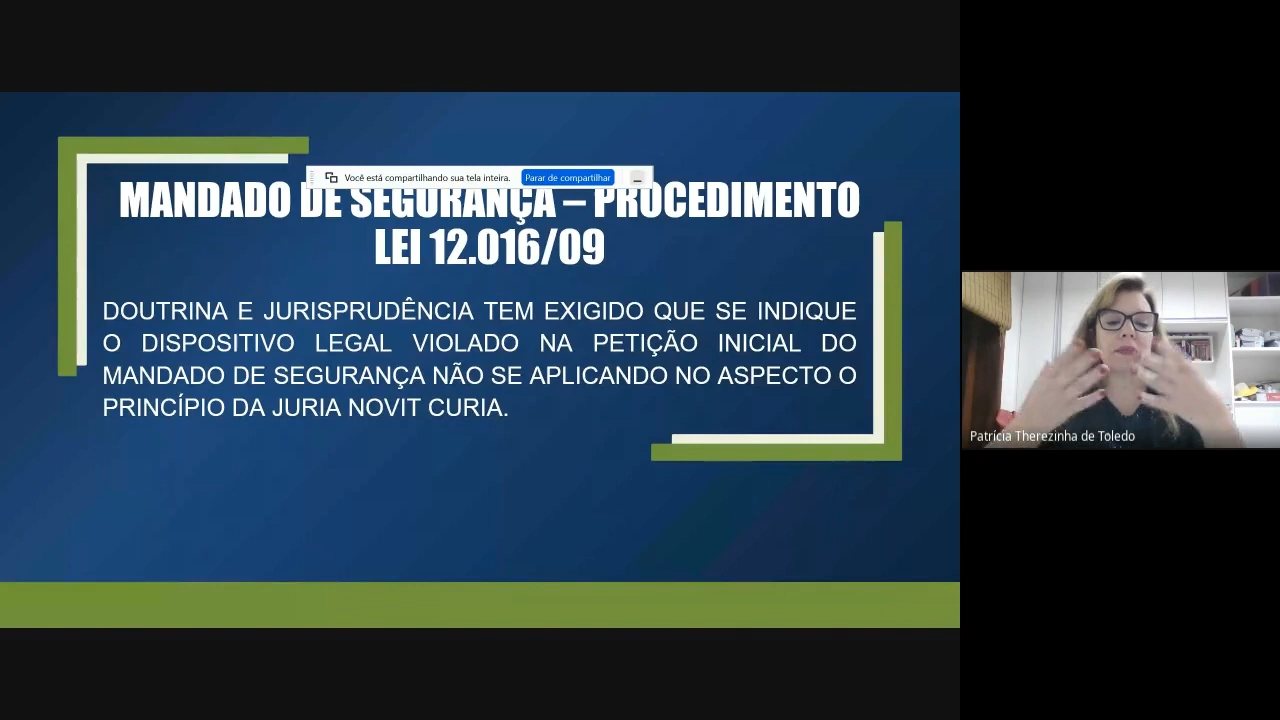 Você está compartilhando sua tela inteira.
Parar de compartilhar
MANDADO DE SEGURANÇA – PROCEDIMENTO
LEI 12.016/09
DOUTRINA E JURISPRUDÊNCIA TEM EXIGIDO QUE SE INDIQUE
O DISPOSITIVO LEGAL VIOLADO NA PETIÇÃO INICIAL DO
MANDADO DE SEGURANÇA NÃO SE APLICANDO NO ASPECTO O
PRINCÍPIO DA JURIA NOVIT CURIA.
Patrícia Therezinha de Toledo